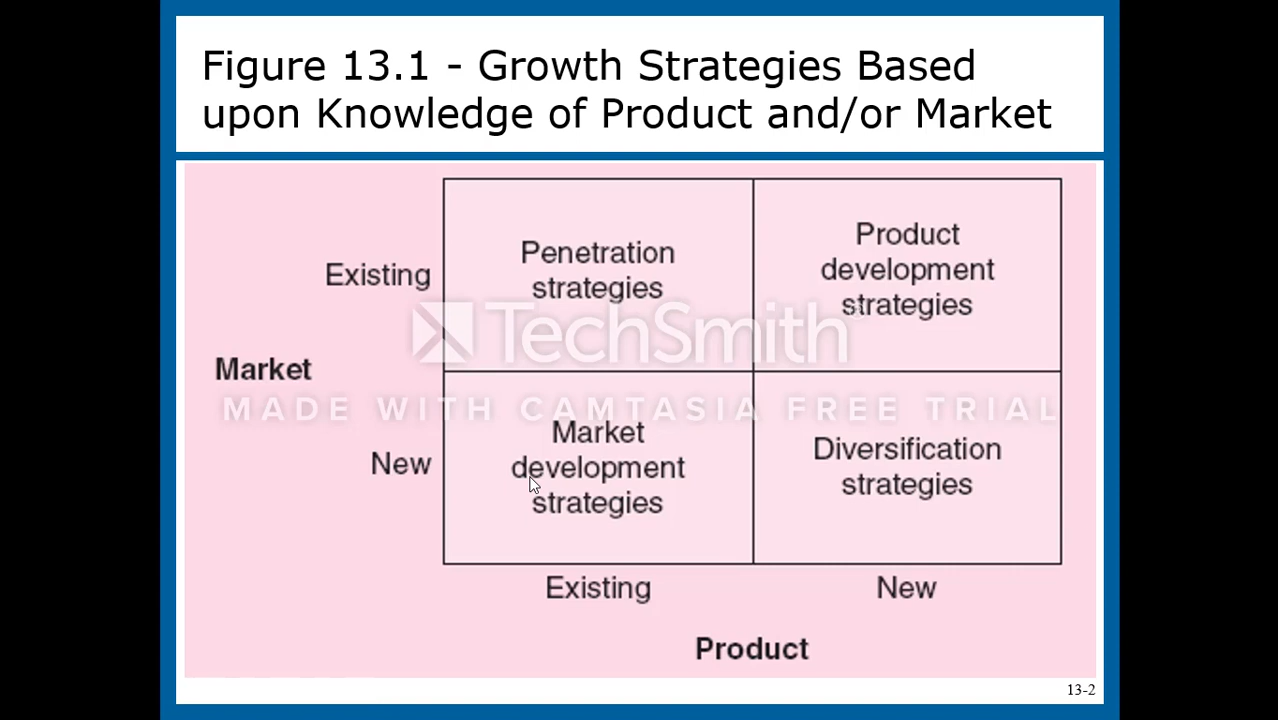 Figure 13.1 - Growth Strategies Based
upon Knowledge of Product and/or Market
Penetration
strategies
Product
development
strategies
Existing
TechSmith
Market
MADE WITH CAMTASIA FREE TRIAL
Market
development
strategies
Diversification
strategies
New
Existing
New
Product
13-2